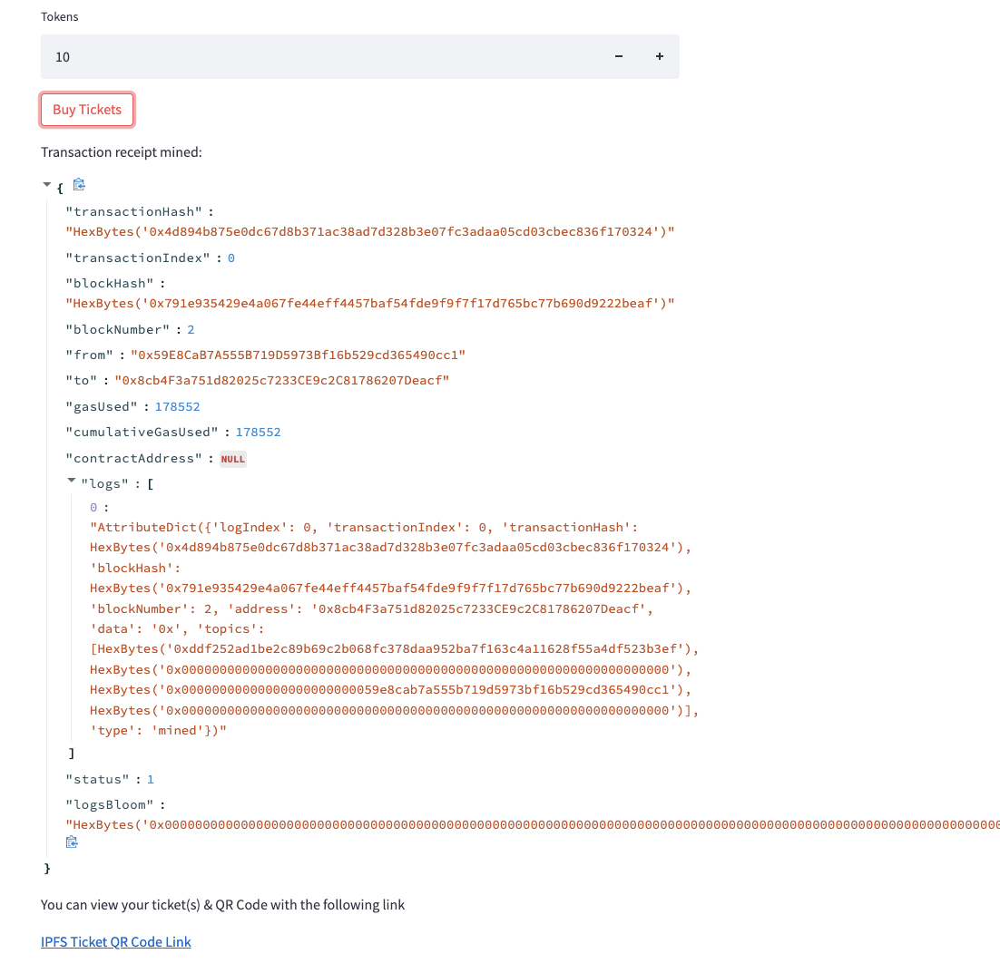 Tokens
10
Buy Tickets
Transaction receipt mined:
{
"transactionHash" :
"HexBytes('0x4d894b875e0dc67d8b371ac38ad7d328b3e07fc3adaa05cd03cbec836f170324')"
"transactionIndex" : 0
"blockHash" :
"HexBytes('0x791e935429e4a067fe44eff4457baf54fde9f9f7f17d765bc77b690d9222beaf')"
"blockNumber" : 2
"from" : "0x59E8CaB7A555B719D5973Bf16b529cd365490cc1"
"to" : "0x8cb4F3a751d82025c7233CE9c2C81786207Deacf"
"gasUsed" : 178552
"cumulativeGasUsed" : 178552
"contractAddress" : NULL
"logs" : [
0 :
"AttributeDict({'logIndex': 0, 'transactionIndex': 0, 'transactionHash':
HexBytes('0x4d894b875e0dc67d8b371ac38ad7d328b3e07fc3adaa05cd03cbec836f170324'),
'blockHash':
HexBytes('0x791e935429e4a067fe44eff4457baf54fde9f9f7f17d765bc77b690d9222beaf'),
'blockNumber': 2, 'address': '0x8cb4F3a751d82025c7233CE9c2C81786207Deacf',
'data': '0x', 'topics':
[HexBytes('0xddf252ad1be2c89b69c2b068fc378daa952ba7f163c4a11628f55a4df523b3ef'),
HexBytes('0x0000000000000000000000000000000000000000000000000000000000000000'),
HexBytes('0x00000000000000000000000059e8cab7a555b719d5973bf16b529cd365490cc1'),
HexBytes('0x0000000000000000000000000000000000000000000000000000000000000000')],
'type': 'mined'})"
]
"status" : 1
"logsBloom" :
"HexBytes('0x000000000000000000000000000000000000000000000000000000000000000000000000000000000000000000000000000000000000
}
You can view your ticket(s) & QR Code with the following link
IPFS Ticket QR Code Link